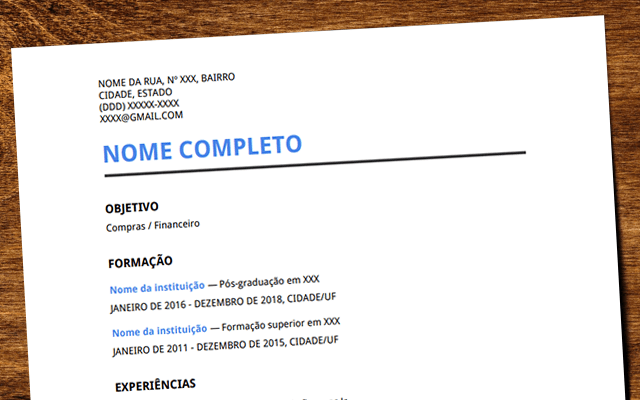 NOME DA RUA, Nº XXX, BAIRRO
CIDADE, ESTADO
(DDD) XXXXX-XXXX
XXXX@GMAIL.COM
NOME COMPLETO
OBJETIVO
Compras / Financeiro
FORMAÇÃO
Nome da instituição — Pós-graduação em XXX
JANEIRO DE 2016 - DEZEMBRO DE 2018, CIDADE/UF
Nome da instituição — Formação superior em XXX
JANEIRO DE 2011 - DEZEMBRO DE 2015, CIDADE/UF
EXPERIÊNCIAS